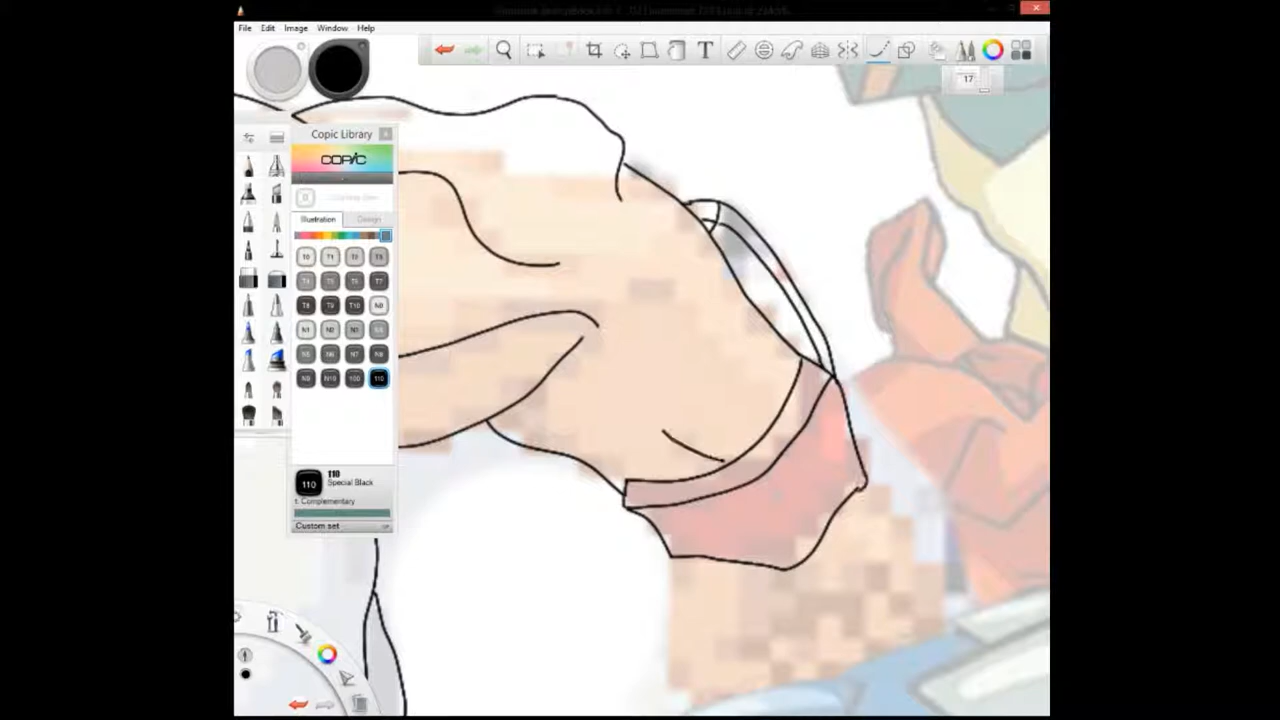 File Edit Image Window Help
T
17
Copic Library
COPIC
0
Illustration Design
T0 T1 T2 T3
T4 T5 T6 T7
T8 T9 T10 N0
N1 N2 N3 N4
N5 N6 N7 N8
N9 N10 100 110
110
110
Special Black
t. Complementary
Custom set